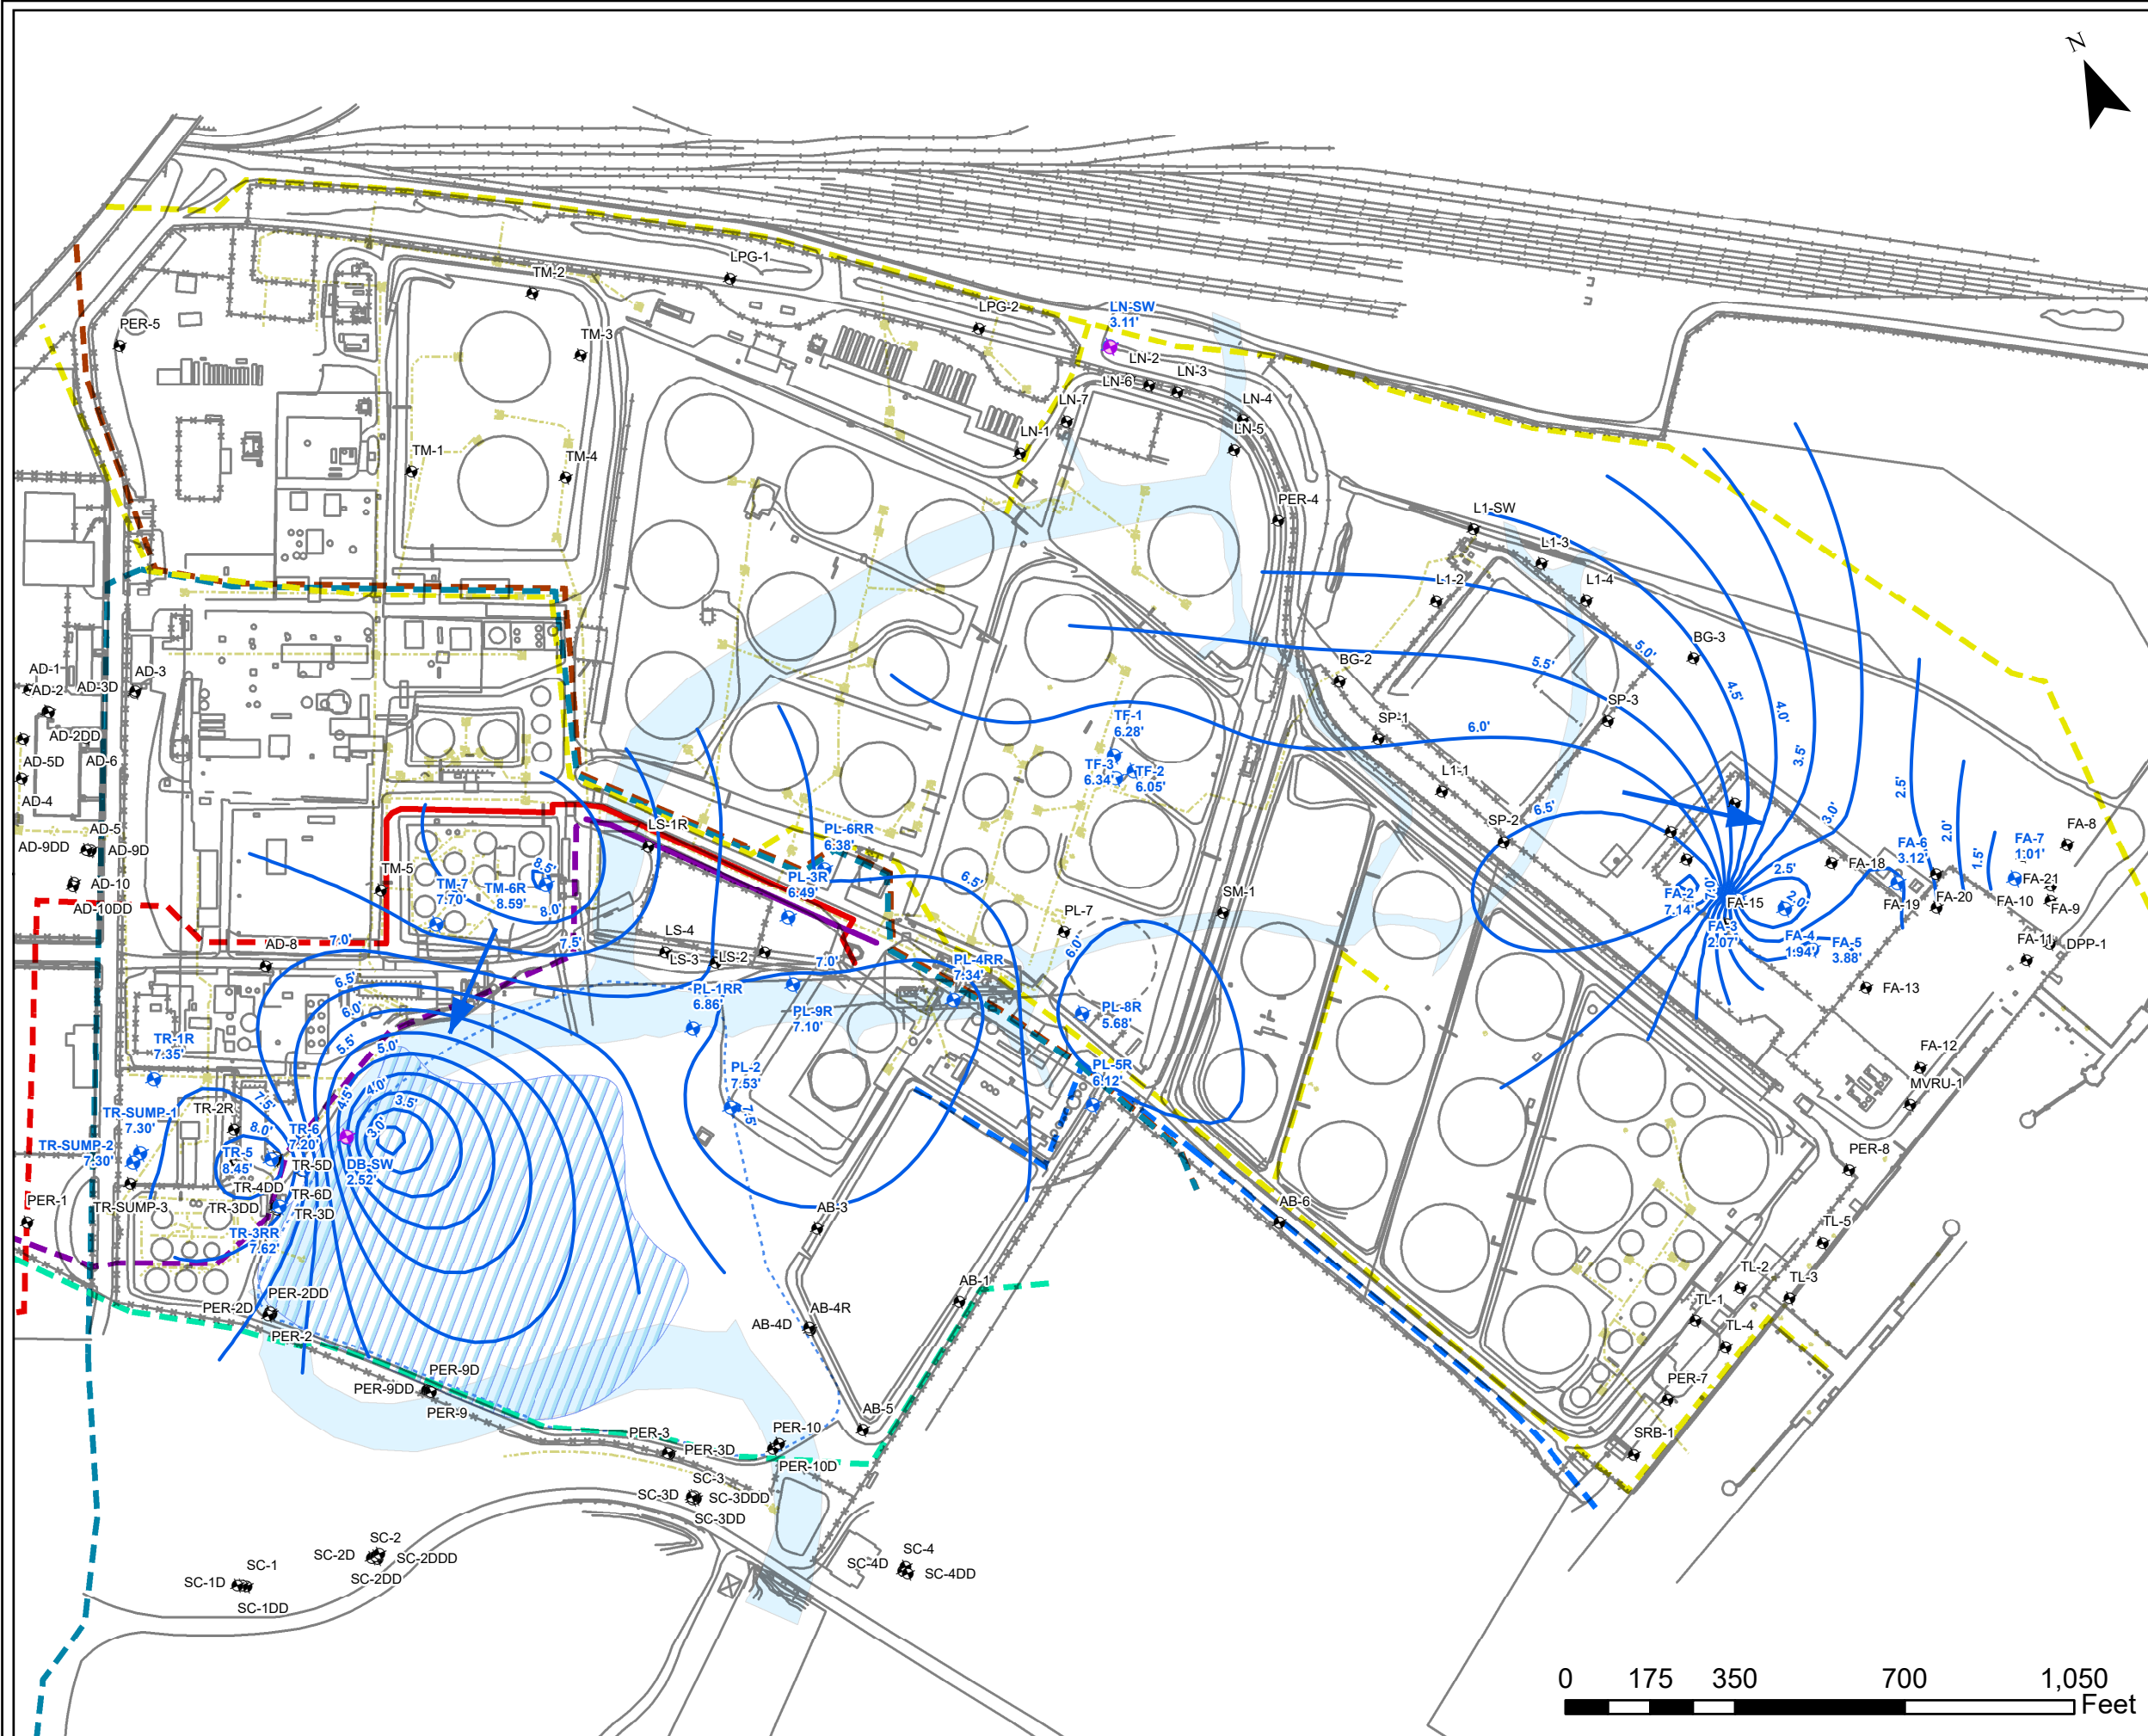 N
LPG-1
TM-2
LN-SW
3.11'
LPG-2
PER-5
TM-3
LN-2
LN-3
LN-6
LN-7
LN-4
LN-5
LN-1
TM-1
TM-4
PER-4
L1-SW
L1-3
L1-2
L1-4
BG-3
5.0'
5.5'
BG-2
AD-1
AD-3
AD-3D
AD-2
4.5'
SP-3
4.0'
TF-1
6.28'
SP-1
6.0'
AD-2DD
AD-6
AD-5D
TF-3
6.34'
TF-2
6.05'
3.5'
L1-1
2.5'
AD-4
6.5'
3.0'
AD-5
LS-1R
PL-6RR
6.38'
SP-2
2.0'
FA-8
AD-9DD
AD-9D
FA-6
3.12'
FA-7
1.01'
1.5'
8.5'
TM-5
PL-3R
6.49'
6.5'
FA-18
2.5'
AD-10
TM-7
7.70'
TM-6R
8.59'
8.0'
SM-1
FA-2
7.14'
1.0'
FA-15
2.0'
FA-21
FA-20
FA-10
FA-9
FA-19
AD-10DD
PL-7
FA-3
2.07'
FA-4
1.94'
FA-5
3.88'
FA-11
DPP-1
AD-8
7.0'
7.5'
LS-4
LS-3
LS-2
7.0'
PL-4RR
7.34'
6.0'
6.5'
PL-1RR
6.86'
FA-13
6.0'
PL-9R
7.10'
PL-8R
5.68'
TR-1R
7.35'
5.5'
5.0'
FA-12
PL-2
7.53'
PL-5R
6.12'
MVRU-1
TR-SUMP-1
7.30'
TR-2R
7.5'
4.5'
4.0'
3.5'
7.5'
8.0'
TR-6
7.20'
3.0'
TR-SUMP-2
7.30'
TR-5
8.45'
TR-5D
DB-SW
2.52'
PER-8
TR-4DD
TR-6D
PER-1
TR-SUMP-3
TR-3DD
TR-3D
AB-3
AB-6
TR-3RR
7.62'
TL-5
TL-2
TL-3
PER-2DD
PER-2D
AB-1
AB-4R
AB-4D
TL-1
TL-4
PER-2
PER-9D
PER-9DD
PER-9
PER-7
AB-5
PER-10
PER-3
PER-3D
SRB-1
PER-10D
SC-3
SC-3D
SC-3DDD
SC-3DD
SC-2
SC-2D
SC-2DDD
SC-2DD
SC-4
SC-4D
SC-4DD
SC-1
SC-1D
SC-1DD
0 175 350 700 1,050
Feet